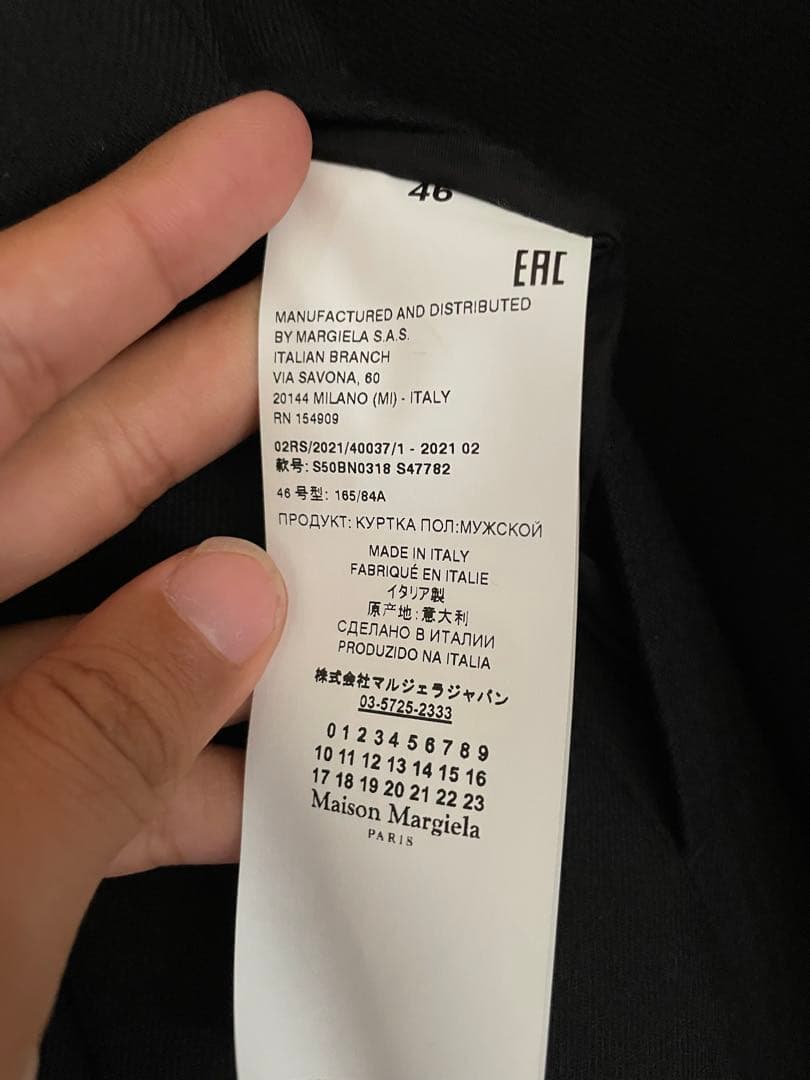 46
EAC
MANUFACTURED AND DISTRIBUTED
BY MARGIELA S.A.S.
ITALIAN BRANCH
VIA SAVONA, 60
20144 MILANO (MI) - ITALY
RN 154909
02RS/2021/40037/1 - 2021 02
款号: S50BN0318 S47782
46 号型: 165/84A
ПРОДУКТ: КУРТКА ПОЛ:МУЖСКОЙ
MADE IN ITALY
FABRIQUÉ EN ITALIE
イタリア製
原产地: 意大利
СДЕЛАНО В ИТАЛИИ
PRODUZIDO NA ITALIA
株式会社マルジェラジャパン
03-5725-2333
0 1 2 3 4 5 6 7 8 9
10 11 12 13 14 15 16
17 18 19 20 21 22 23
Maison Margiela
PARIS